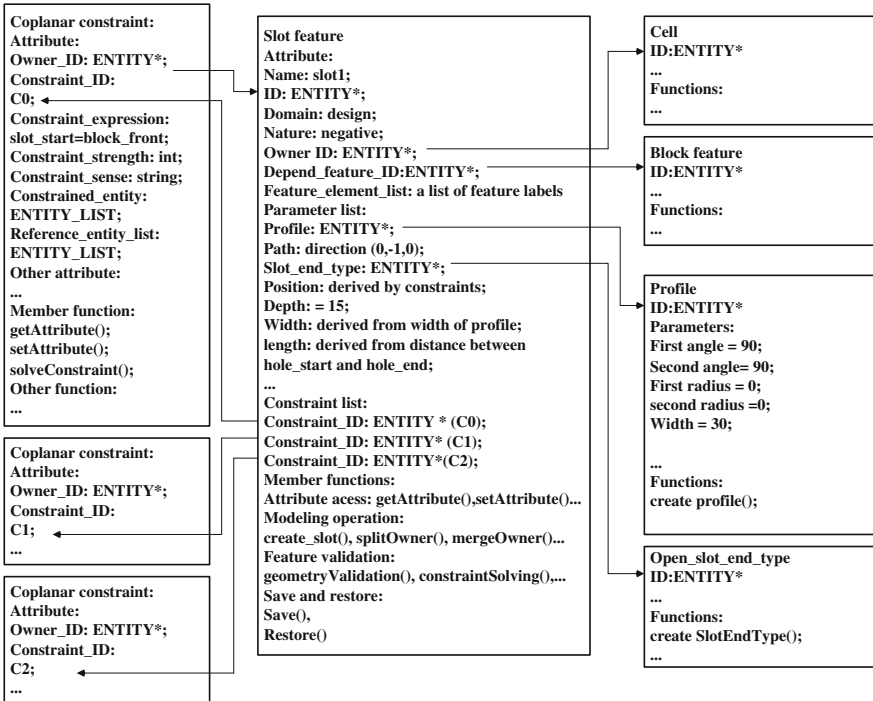 Coplanar constraint:
Attribute:
Owner_ID: ENTITY*;
Constraint_ID:
C0;
Constraint_expression:
slot_start=block_front;
Constraint_strength: int;
Constraint_sense: string;
Constrained_entity:
ENTITY_LIST;
Reference_entity_list:
ENTITY_LIST;
Other attribute:
...
Member function:
getAttribute();
setAttribute();
solveConstraint();
Other function:
...
Coplanar constraint:
Attribute:
Owner_ID: ENTITY*;
Constraint_ID:
C1;
...
Coplanar constraint:
Attribute:
Owner_ID: ENTITY*;
Constraint_ID:
C2;
...
Slot feature
Attribute:
Name: slot1;
ID: ENTITY*;
Domain: design;
Nature: negative;
Owner ID: ENTITY*;
Depend_feature_ID:ENTITY*;
Feature_element_list: a list of feature labels
Parameter list:
Profile: ENTITY*;
Path: direction (0,-1,0);
Slot_end_type: ENTITY*;
Position: derived by constraints;
Depth: = 15;
Width: derived from width of profile;
length: derived from distance between
hole_start and hole_end;
...
Constraint list:
Constraint_ID: ENTITY * (C0);
Constraint_ID: ENTITY* (C1);
Constraint_ID: ENTITY*(C2);
Member functions:
Attribute acess: getAttribute(),setAttribute()...
Modeling operation:
create_slot(), splitOwner(), mergeOwner()...
Feature validation:
geometryValidation(), constraintSolving(),...
Save and restore:
Save(),
Restore()
Cell
ID:ENTITY*
...
Functions:
...
Block feature
ID:ENTITY*
...
Functions:
...
Profile
ID:ENTITY*
Parameters:
First angle = 90;
Second angle= 90;
First radius = 0;
second radius =0;
Width = 30;
...
Functions:
create profile();
Open_slot_end_type
ID:ENTITY*
...
Functions:
create SlotEndType();
...